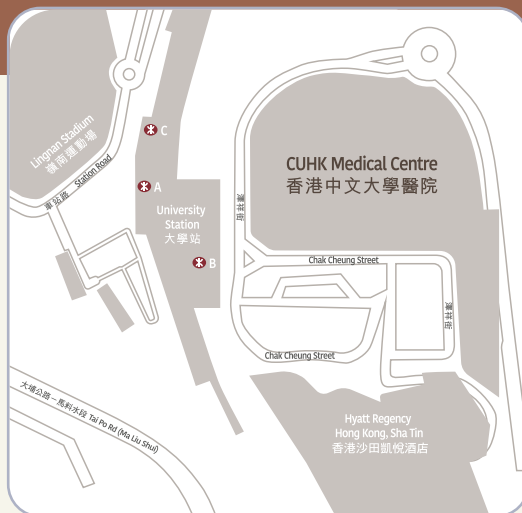 Lingnan Stadium
嶺南運動場
C
車站路 Station Road
A
University
Station
大學站
B
CUHK Medical Centre
香港中文大學醫院
澤祥街
Chak Cheung Street
澤祥街
Chak Cheung Street
大埔公路－馬料水段 Tai Po Rd (Ma Liu Shui)
Hyatt Regency
Hong Kong, Sha Tin
香港沙田凱悅酒店